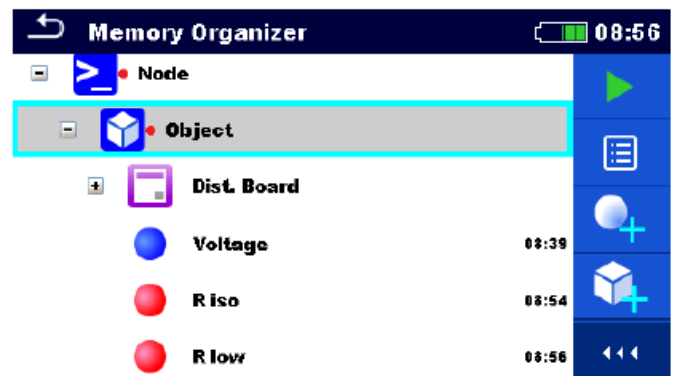 Memory Organizer 08:56
Node
Object
Dist. Board
Voltage 08:39
R iso 08:54
R low 08:56